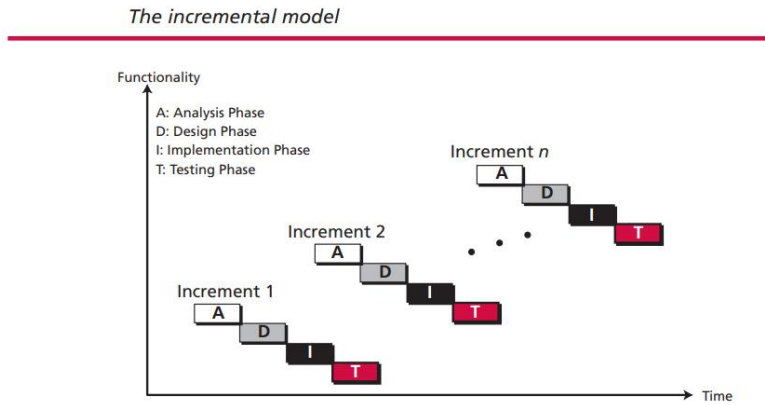 The incremental model
Functionality
A: Analysis Phase
D: Design Phase
I: Implementation Phase
T: Testing Phase
Increment n
A
D
I
T
Increment 2
A
D
I
T
Increment 1
A
D
I
T
Time